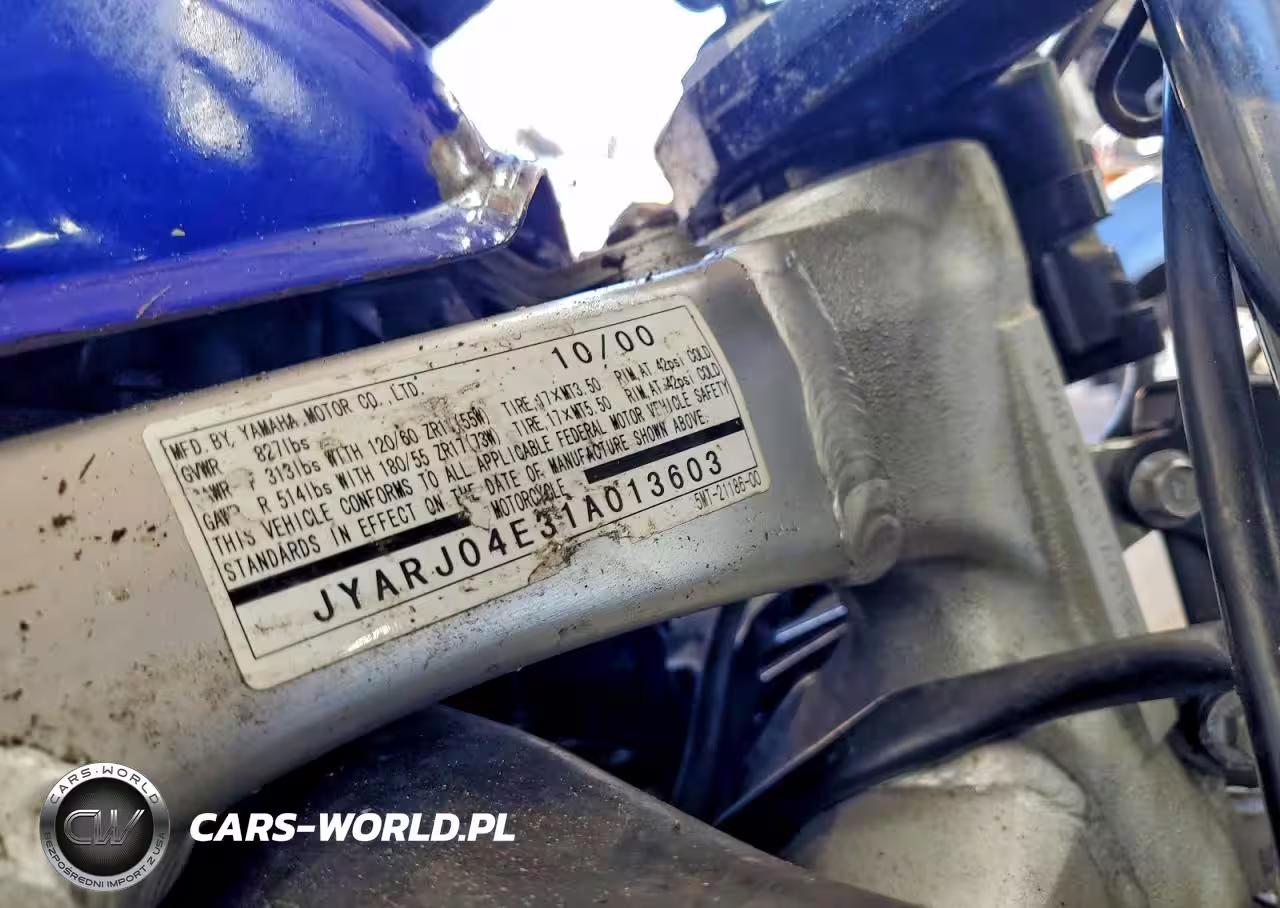 MFD. BY. YAMAHA MOTOR CO., LTD. 10/00
GVWR 827lbs
F 313lbs WITH 120/60 ZR17 (55W) TIRE, 17×MT3.50 RIM AT 42psi COLD
R 514lbs WITH 180/55 ZR17 (73W) TIRE, 17×MT5.50 RIM AT 42psi COLD
THIS VEHICLE CONFORMS TO ALL APPLICABLE FEDERAL MOTOR VEHICLE SAFETY
STANDARDS IN EFFECT ON THE DATE OF MANUFACTURE SHOWN ABOVE.
MOTORCYCLE
JYARJ04E31A013603
5MT-21186-00
CARS-WORLD
CW
BEZPOŚREDNI IMPORT Z USA
CARS-WORLD.PL